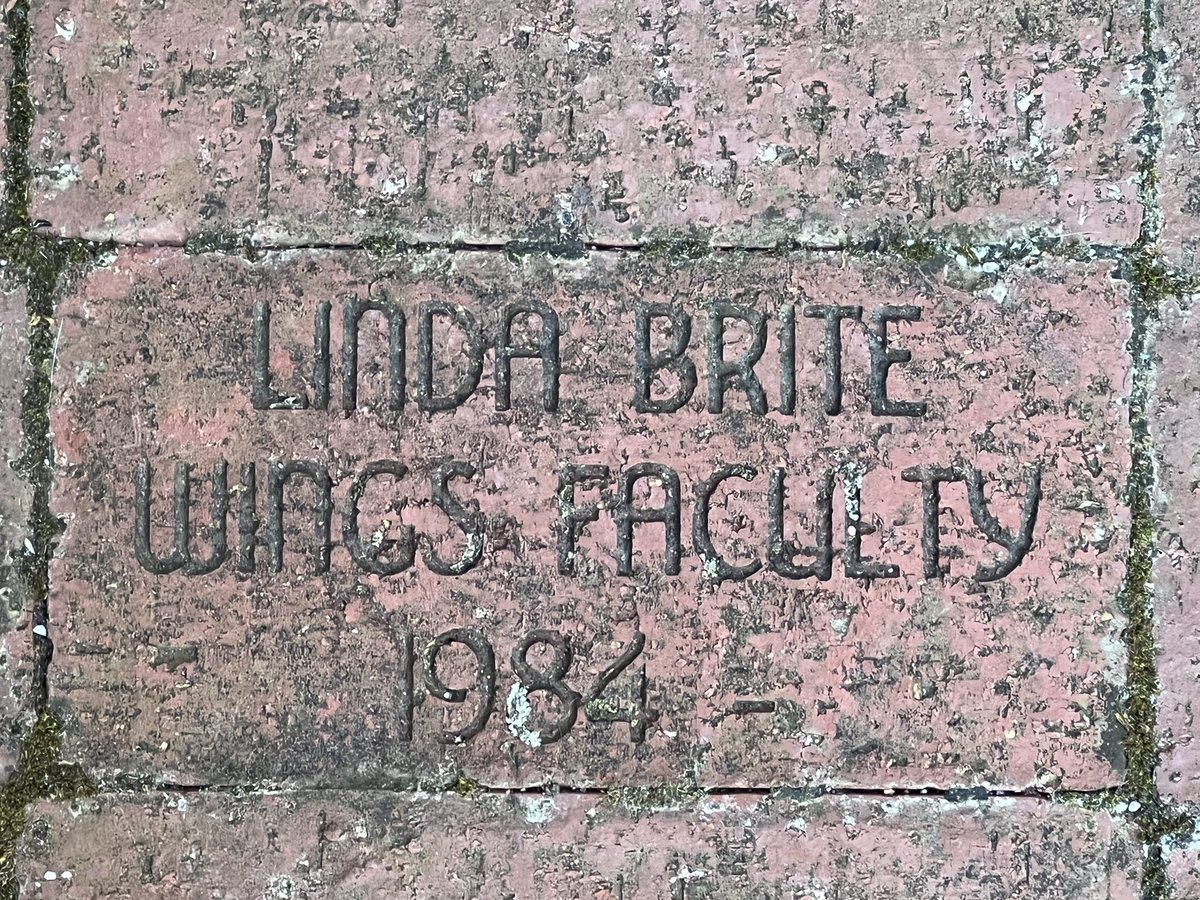 LINDA BRITE
WINGS FACULTY
1984 -